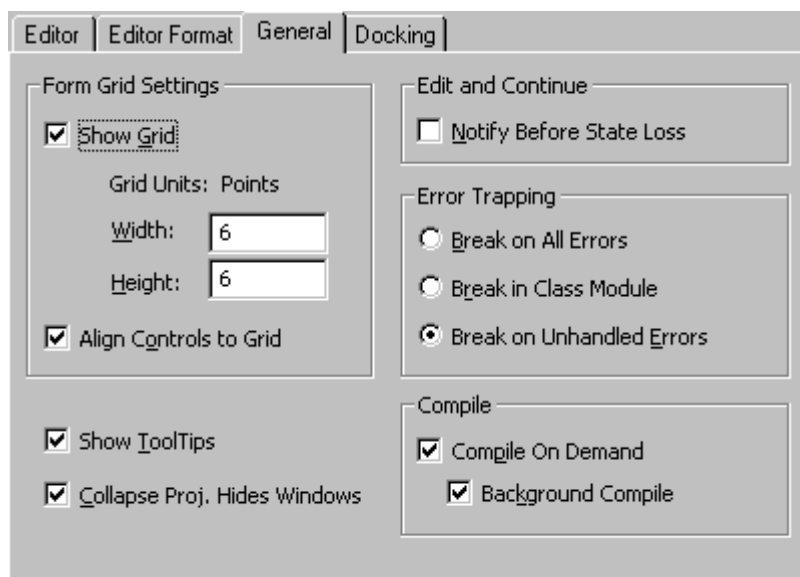 Editor
Editor Format
General
Docking
Form Grid Settings
Show Grid
Grid Units: Points
Width: 6
Height: 6
Align Controls to Grid
Show ToolTips
Collapse Proj. Hides Windows
Edit and Continue
Notify Before State Loss
Error Trapping
Break on All Errors
Break in Class Module
Break on Unhandled Errors
Compile
Compile On Demand
Background Compile